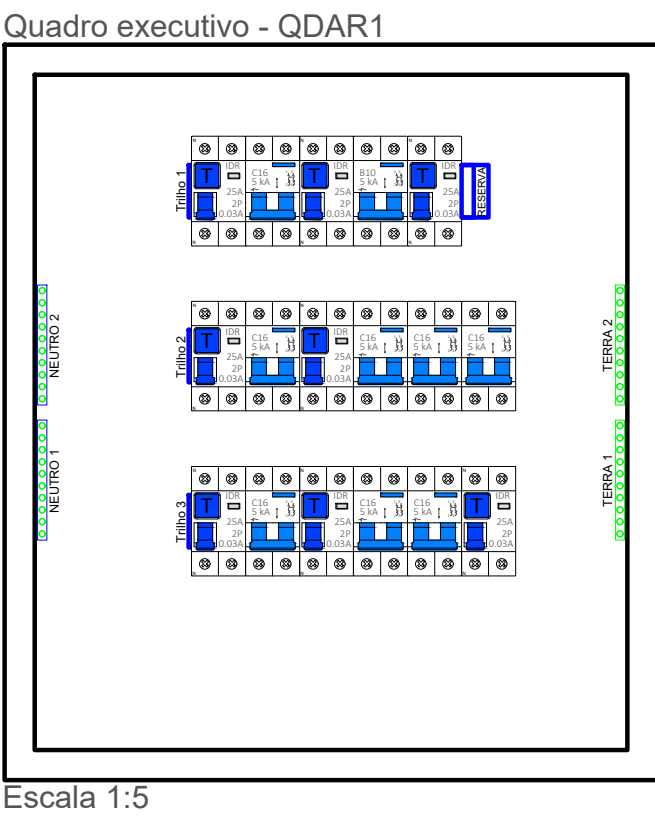 Quadro executivo - QDAR1
Trilho 1
N
T
IDR
25A
2P
0.03A
N
C16
5 kA
N
T
IDR
25A
2P
0.03A
N
B10
5 kA
N
T
IDR
25A
2P
0.03A
N
RESERVA
Trilho 2
N
T
IDR
25A
2P
0.03A
N
C16
5 kA
N
T
IDR
25A
2P
0.03A
N
C16
5 kA
C16
5 kA
C16
5 kA
NEUTRO 2
TERRA 2
NEUTRO 1
TERRA 1
Trilho 3
N
T
IDR
25A
2P
0.03A
N
C16
5 kA
N
T
IDR
25A
2P
0.03A
N
C16
5 kA
C16
5 kA
N
T
IDR
25A
2P
0.03A
N
Escala 1:5